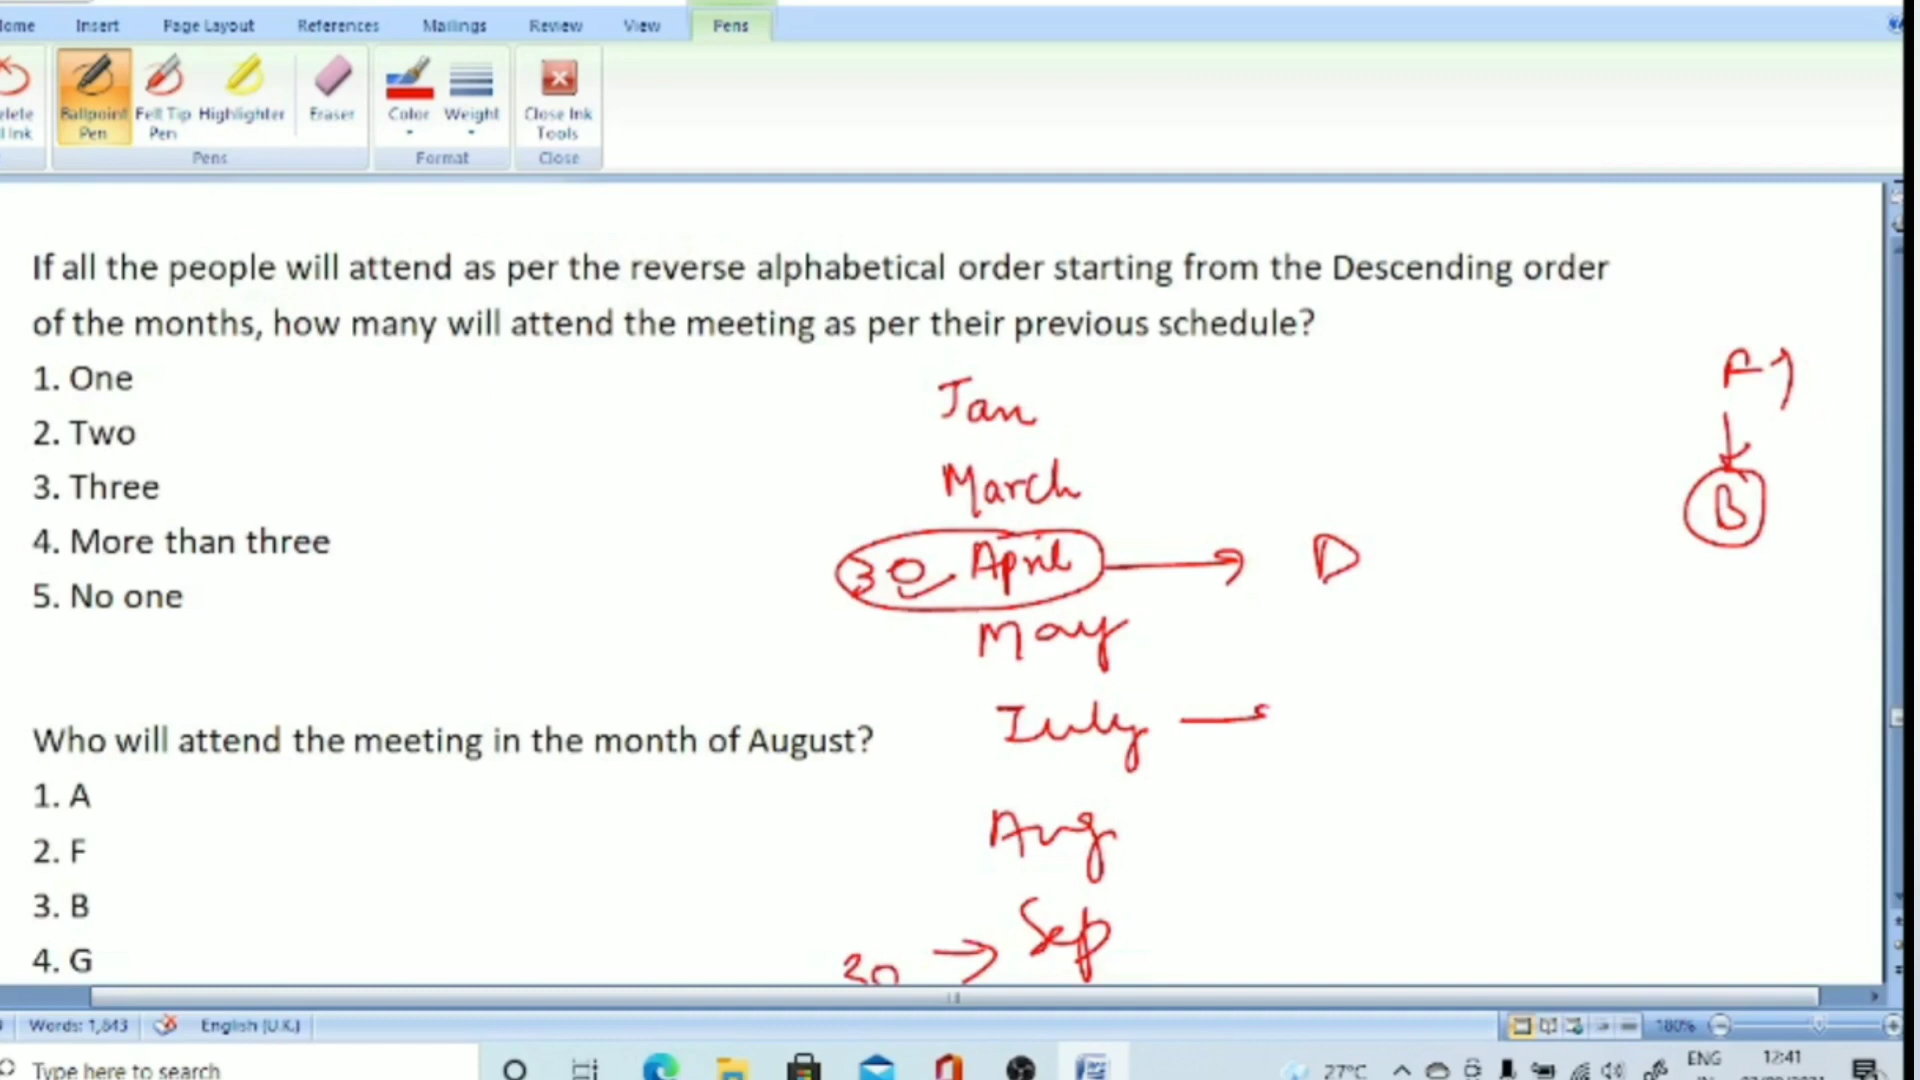 Home Insert Page Layout References Mailings Review View Pens
Delete All Ink Ballpoint Pen Felt Tip Pen Highlighter Eraser Color Weight Close Ink Tools
Pens Format Close
If all the people will attend as per the reverse alphabetical order starting from the Descending order
of the months, how many will attend the meeting as per their previous schedule?
1. One
2. Two
3. Three
4. More than three
5. No one
Jan
March
30 April D
May
July
Aug
Sep
30
F
B
Who will attend the meeting in the month of August?
1. A
2. F
3. B
4. G
Words: 1,643 English (U.K.) 180%
Type here to search 27°C ENG 12:41